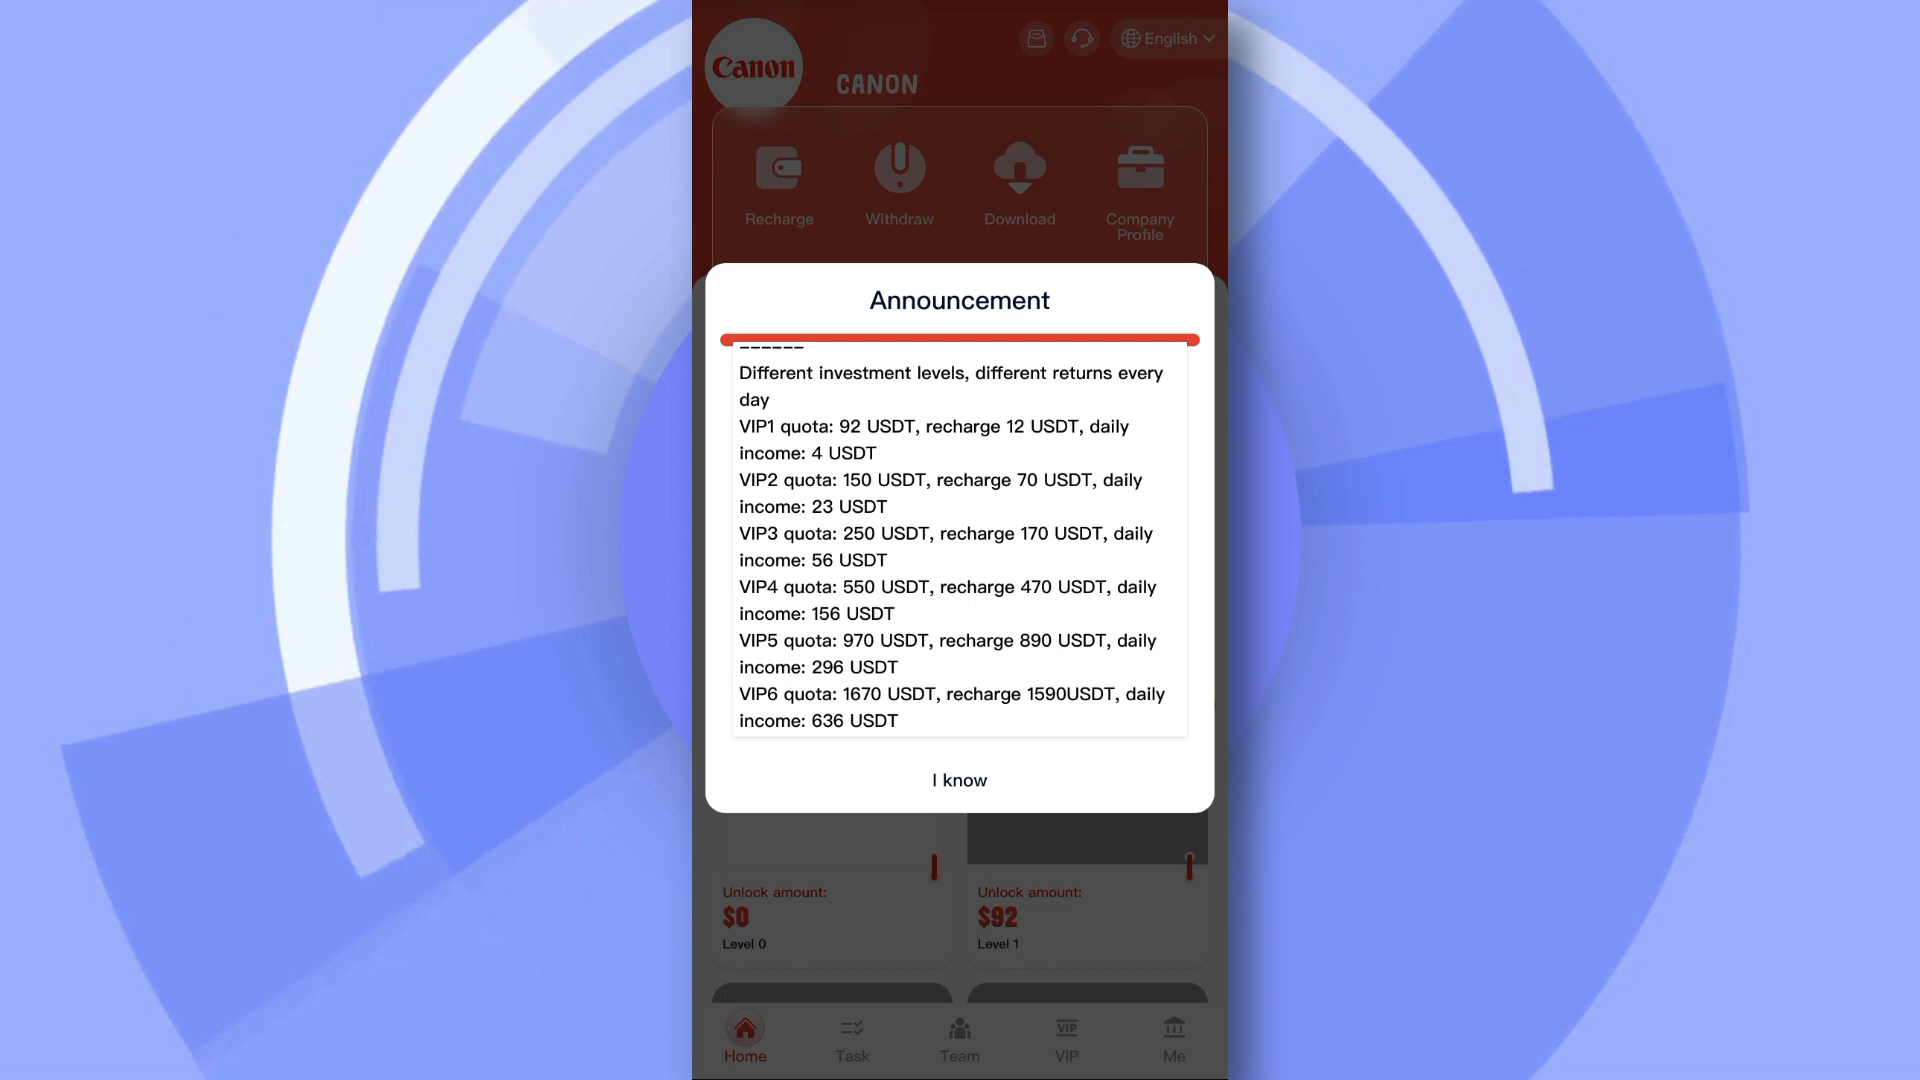 Canon
CANON
English
Recharge
Withdraw
Download
Company
Profile
Announcement
------
Different investment levels, different returns every
day
VIP1 quota: 92 USDT, recharge 12 USDT, daily
income: 4 USDT
VIP2 quota: 150 USDT, recharge 70 USDT, daily
income: 23 USDT
VIP3 quota: 250 USDT, recharge 170 USDT, daily
income: 56 USDT
VIP4 quota: 550 USDT, recharge 470 USDT, daily
income: 156 USDT
VIP5 quota: 970 USDT, recharge 890 USDT, daily
income: 296 USDT
VIP6 quota: 1670 USDT, recharge 1590USDT, daily
income: 636 USDT
I know
Unlock amount:
$0
Level 0
Unlock amount:
$92
Level 1
Home
Task
Team
VIP
VIP
Me